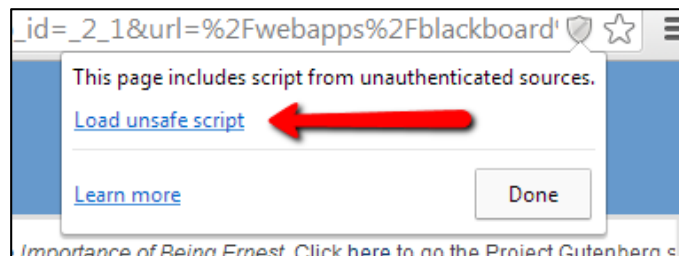 _id=_2_1&url=%2Fwebapps%2Fblackboard'
This page includes script from unauthenticated sources.
Load unsafe script
Learn more
Done
Importance of Being Ernest. Click here to go the Project Gutenberg s